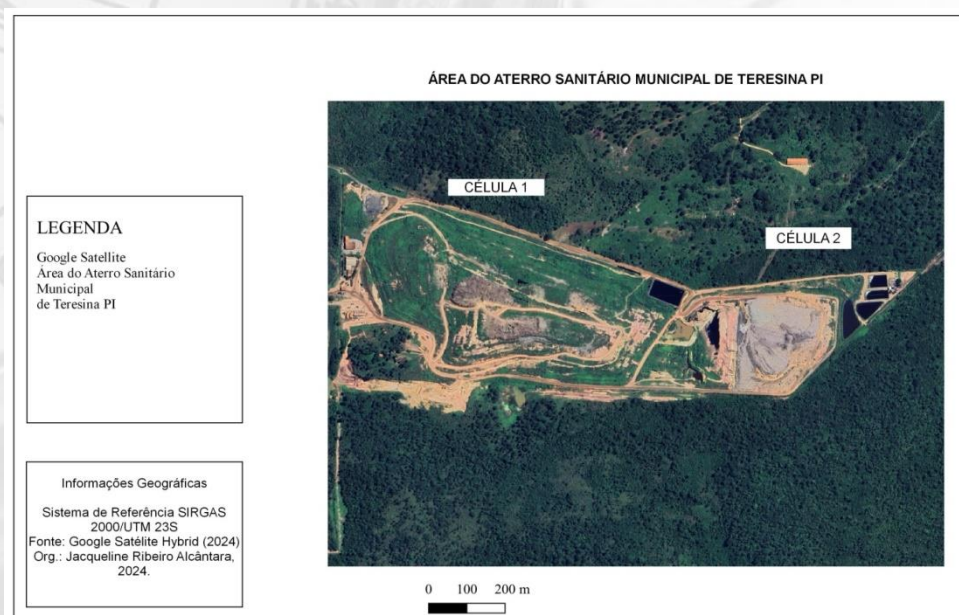 ÁREA DO ATERRO SANITÁRIO MUNICIPAL DE TERESINA PI
CÉLULA 1
CÉLULA 2
LEGENDA
Google Satellite
Área do Aterro Sanitário
Municipal
de Teresina PI
Informações Geográficas
Sistema de Referência SIRGAS
2000/UTM 23S
Fonte: Google Satélite Hybrid (2024)
Org.: Jacqueline Ribeiro Alcântara,
2024.
0 100 200 m